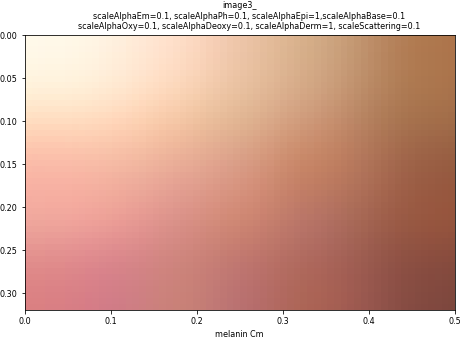 image3_
scaleAlphaEm=0.1, scaleAlphaPh=0.1, scaleAlphaEpi=1,scaleAlphaBase=0.1
scaleAlphaOxy=0.1, scaleAlphaDeoxy=0.1, scaleAlphaDerm=1, scaleScattering=0.1
0.00
0.05
0.10
0.15
0.20
0.25
0.30
0.0 0.1 0.2 0.3 0.4 0.5
melanin Cm